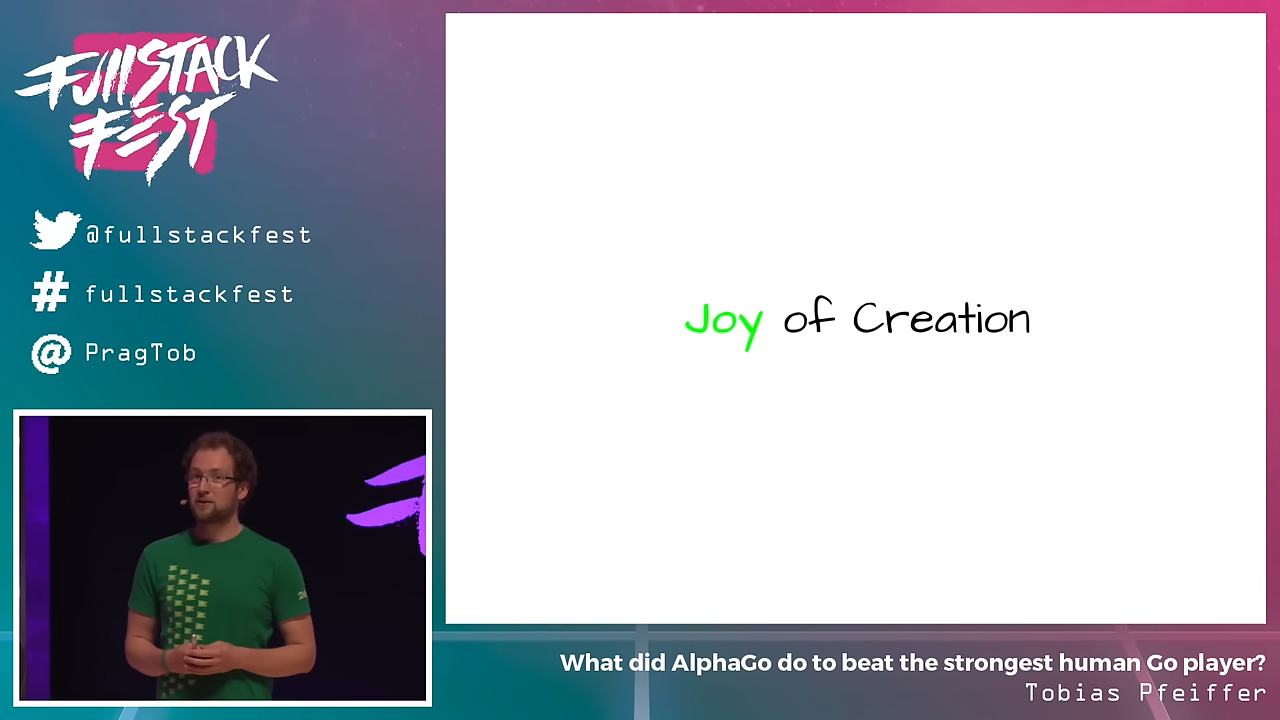 FullSTACK
FEST
@fullstackfest
# fullstackfest
@ PragTob
Joy of Creation
What did AlphaGo do to beat the strongest human Go player?
Tobias Pfeiffer